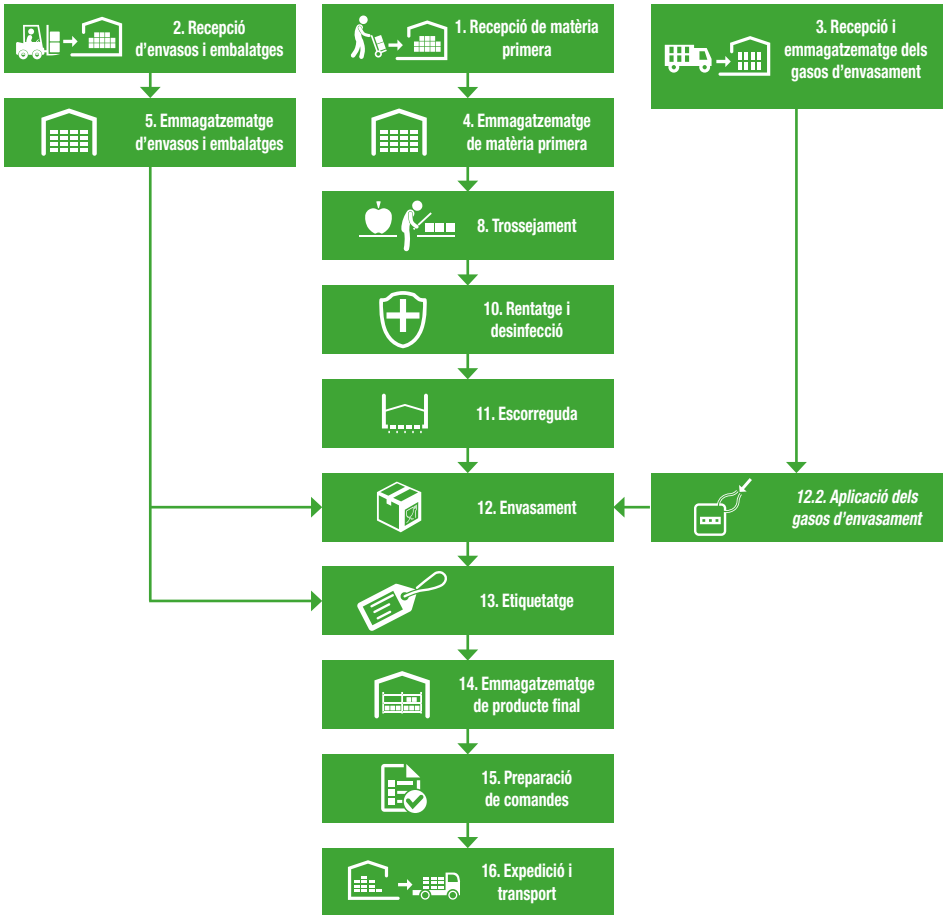 2. Recepció
d'envasos i embalatges
1. Recepció de matèria
primera
3. Recepció i
emmagatzematge dels
gasos d'envasament
5. Emmagatzematge
d'envasos i embalatges
4. Emmagatzematge
de matèria primera
8. Trossejament
10. Rentatge i
desinfecció
11. Escorreguda
12. Envasament
12.2. Aplicació dels
gasos d'envasament
13. Etiquetatge
14. Emmagatzematge
de producte final
15. Preparació
de comandes
16. Expedició i
transport